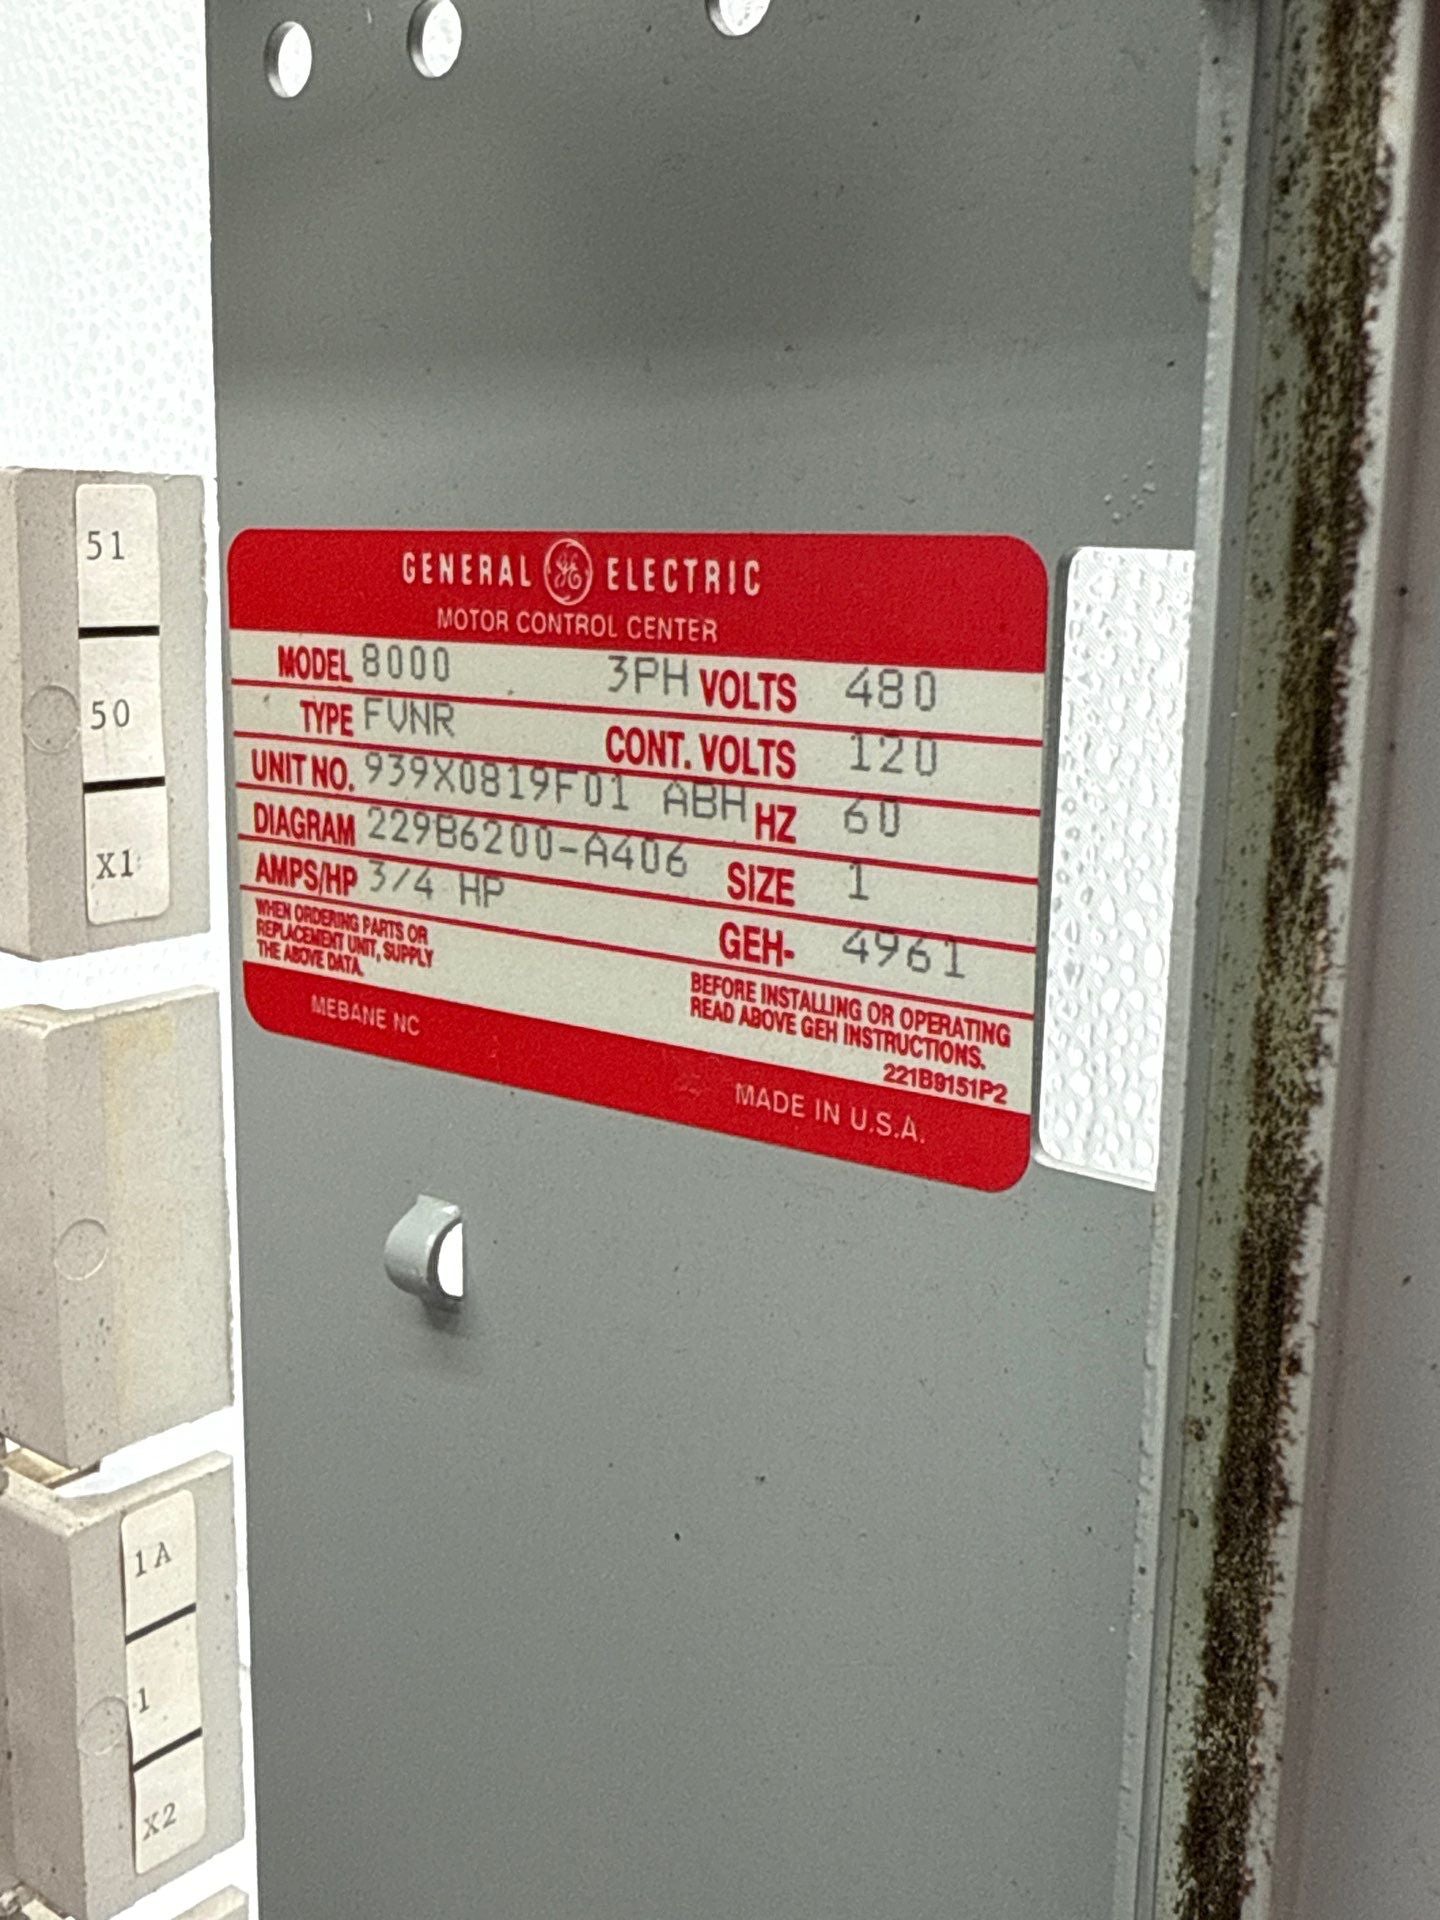 51
50
X1
GENERAL GE ELECTRIC
MOTOR CONTROL CENTER
MODEL 8000 3PH VOLTS 480
TYPE FVNR CONT. VOLTS 120
UNIT NO. 939X0819F01 ABH HZ 60
DIAGRAM 229B6200-A406 SIZE 1
AMPS/HP 3/4 HP GEH- 4961
WHEN ORDERING PARTS OR
REPLACEMENT UNIT, SUPPLY
THE ABOVE DATA.
BEFORE INSTALLING OR OPERATING
READ ABOVE GEH INSTRUCTIONS.
221B9151P2
MEBANE NC MADE IN U.S.A.
1A
1
X2